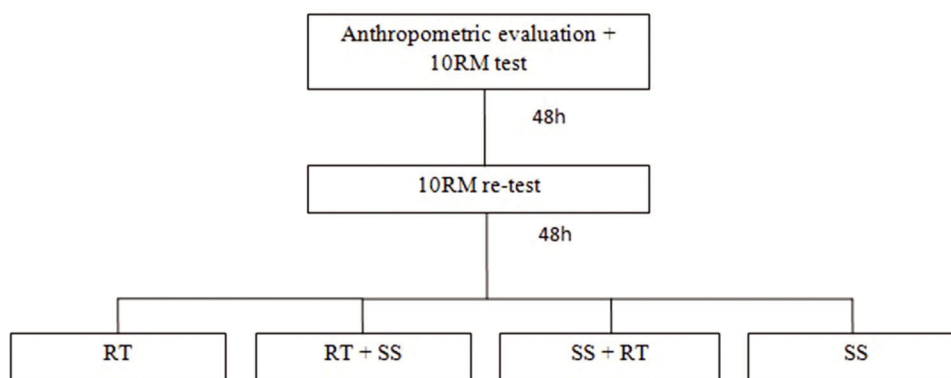 Anthropometric evaluation +
10RM test
48h
10RM re-test
48h
RT
RT + SS
SS + RT
SS